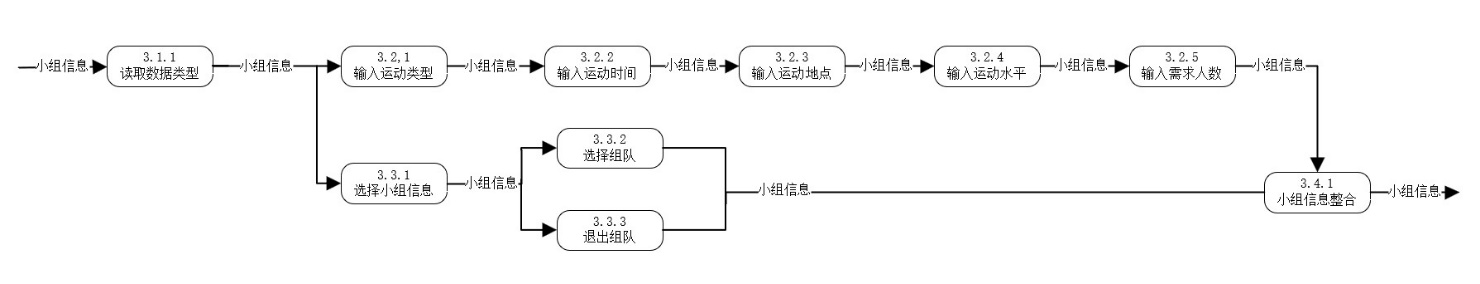 小组信息
3.1.1
读取数据类型
小组信息
3.2,1
输入运动类型
小组信息
3.2.2
输入运动时间
小组信息
3.2.3
输入运动地点
小组信息
3.2.4
输入运动水平
小组信息
3.2.5
输入需求人数
小组信息
3.3.1
选择小组信息
小组信息
3.3.2
选择组队
3.3.3
退出组队
小组信息
3.4.1
小组信息整合
小组信息